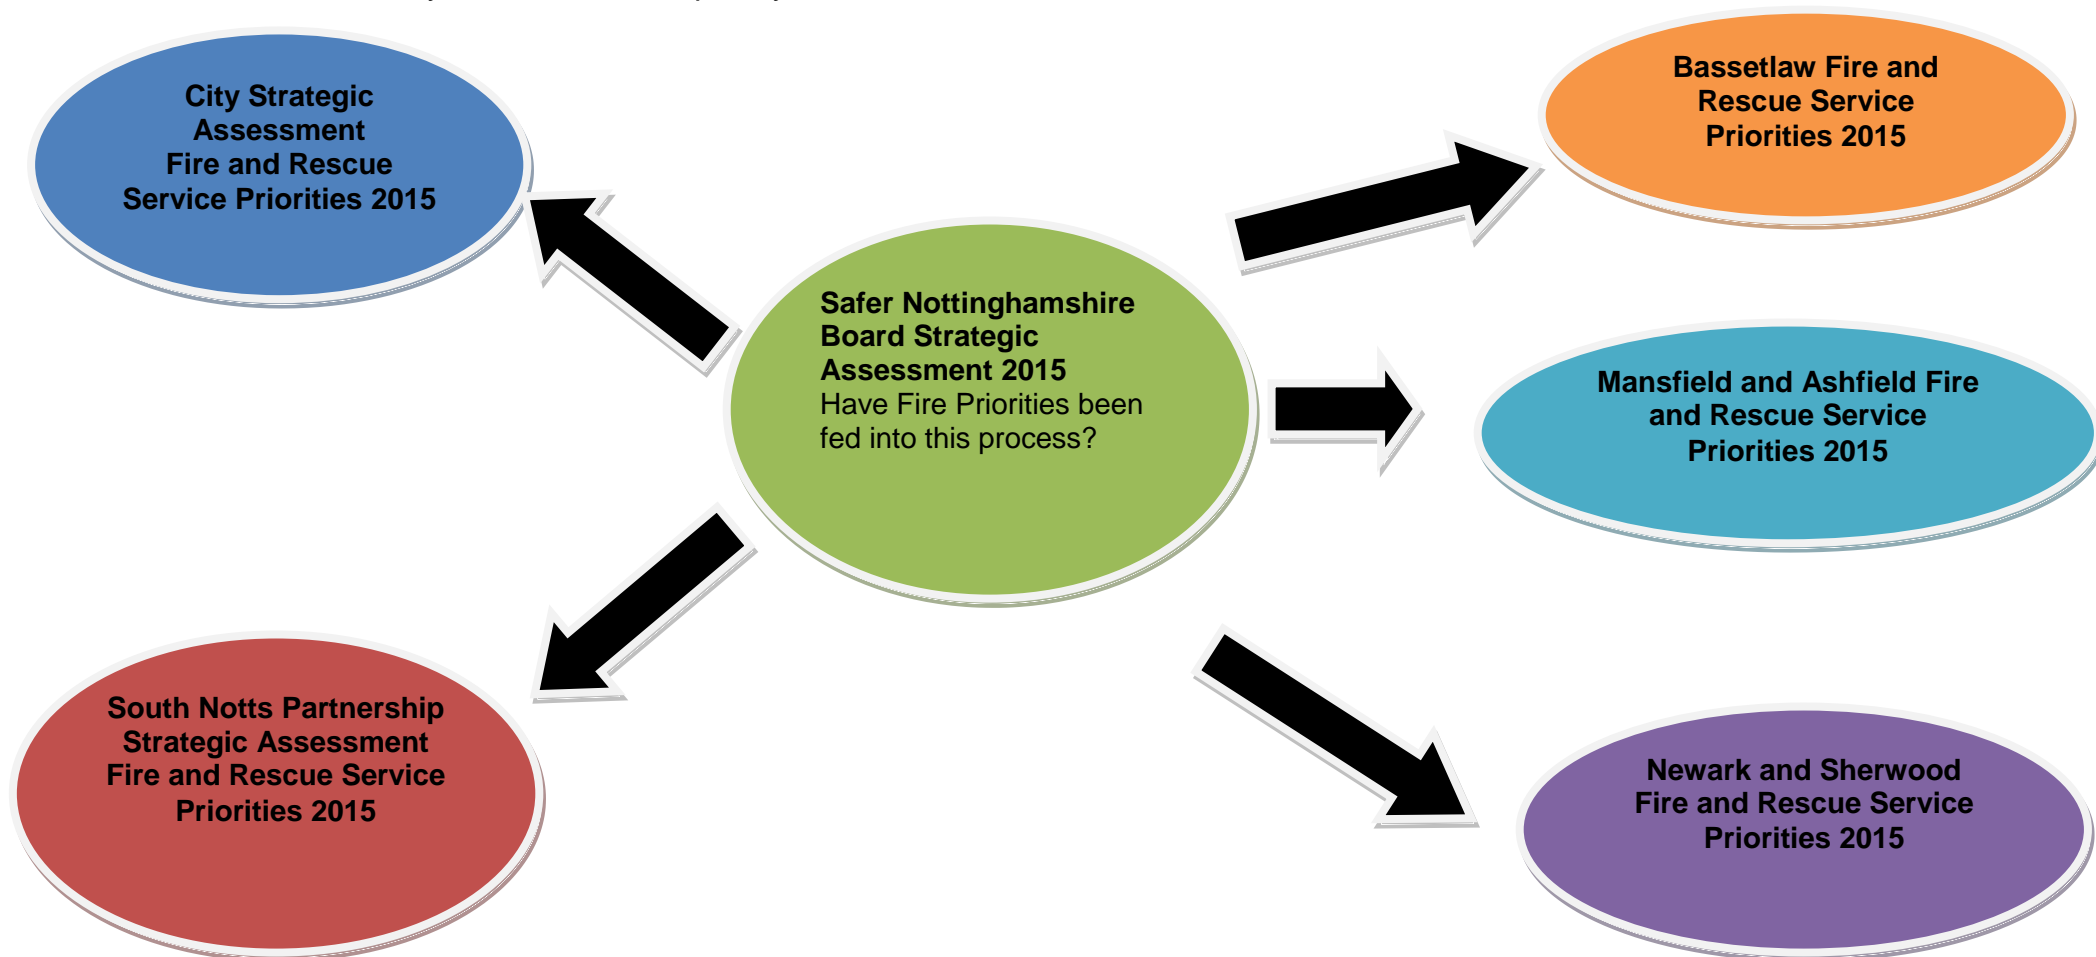 City Strategic
Assessment
Fire and Rescue
Service Priorities 2015
Bassetlaw Fire and
Rescue Service
Priorities 2015
Safer Nottinghamshire
Board Strategic
Assessment 2015
Have Fire Priorities been
fed into this process?
Mansfield and Ashfield Fire
and Rescue Service
Priorities 2015
South Notts Partnership
Strategic Assessment
Fire and Rescue Service
Priorities 2015
Newark and Sherwood
Fire and Rescue Service
Priorities 2015